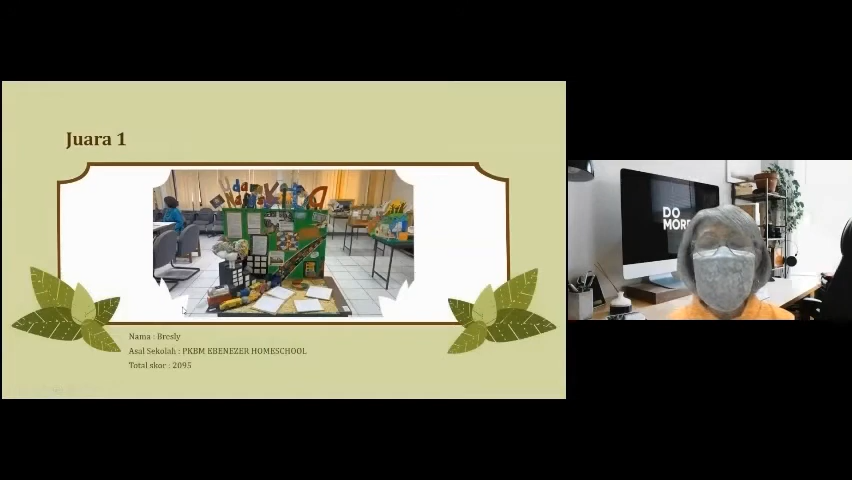 Juara 1
Nama : Bresly
Asal Sekolah : PKBM EBENEZER HOMESCHOOL
Total skor : 2095
DO
MORE